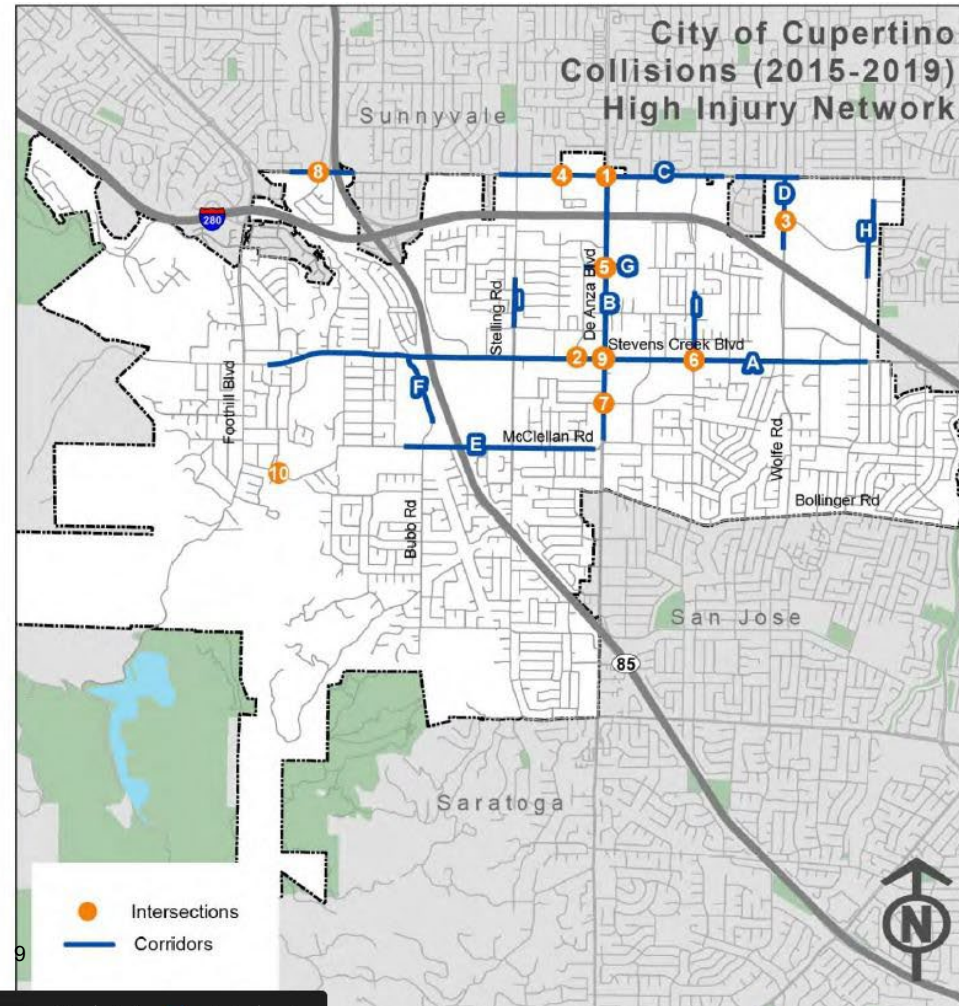 City of Cupertino
Collisions (2015-2019)
High Injury Network
Sunnyvale
8
4
1
C
D
3
280
H
5
G
De Anza Blvd
B
Stelling Rd
I
I
Stevens Creek Blvd
2
9
6
A
F
Foothill Blvd
7
McClellan Rd
E
10
Wolfe Rd
Bollinger Rd
Bubb Rd
San Jose
85
Saratoga
Intersections
Corridors
N
9